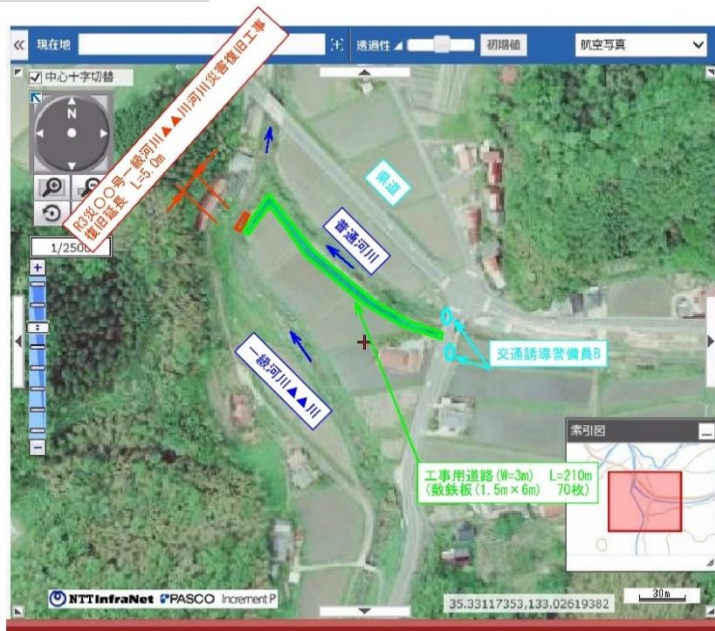 現在地
透過性
初期値
航空写真
中心十字切替
N
R3災〇〇号一級河川▲▲川河川災害復旧工事
復旧延長 L=5.0m
1/2500
県道
普通河川
一級河川▲▲川
交通誘導警備員B
索引図
工事用道路(W=3m) L=210m
(敷鉄板(1.5m×6m) 70枚)
NTTInfraNet PASCO Increment P
35.33117353,133.02619382
30m